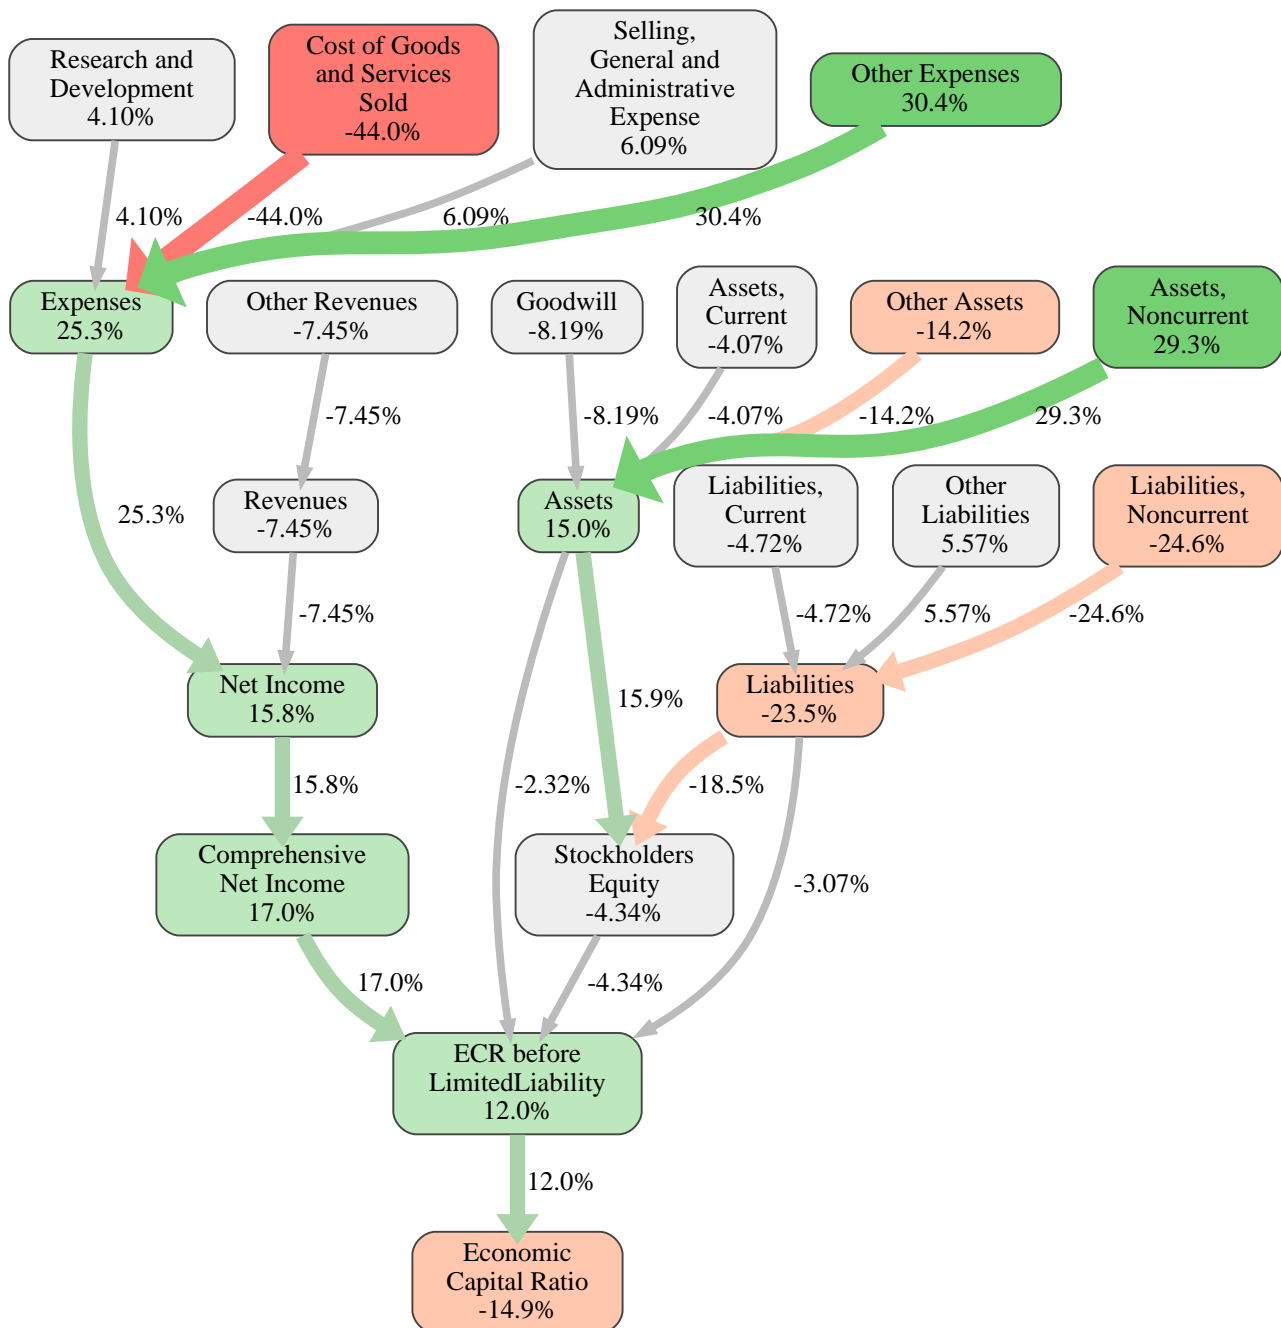 Research and
Development
4.10%
Cost of Goods
and Services
Sold
-44.0%
Selling,
General and
Administrative
Expense
6.09%
Other Expenses
30.4%
4.10%
-44.0%
6.09%
30.4%
Expenses
25.3%
Other Revenues
-7.45%
Goodwill
-8.19%
Assets,
Current
-4.07%
Other Assets
-14.2%
Assets,
Noncurrent
29.3%
-7.45%
-8.19%
-4.07%
-14.2%
29.3%
25.3%
Revenues
-7.45%
Assets
15.0%
Liabilities,
Current
-4.72%
Other
Liabilities
5.57%
Liabilities,
Noncurrent
-24.6%
-7.45%
-4.72%
5.57%
-24.6%
Net Income
15.8%
15.9%
Liabilities
-23.5%
15.8%
-2.32%
-18.5%
Comprehensive
Net Income
17.0%
Stockholders
Equity
-4.34%
-3.07%
17.0%
-4.34%
ECR before
LimitedLiability
12.0%
12.0%
Economic
Capital Ratio
-14.9%